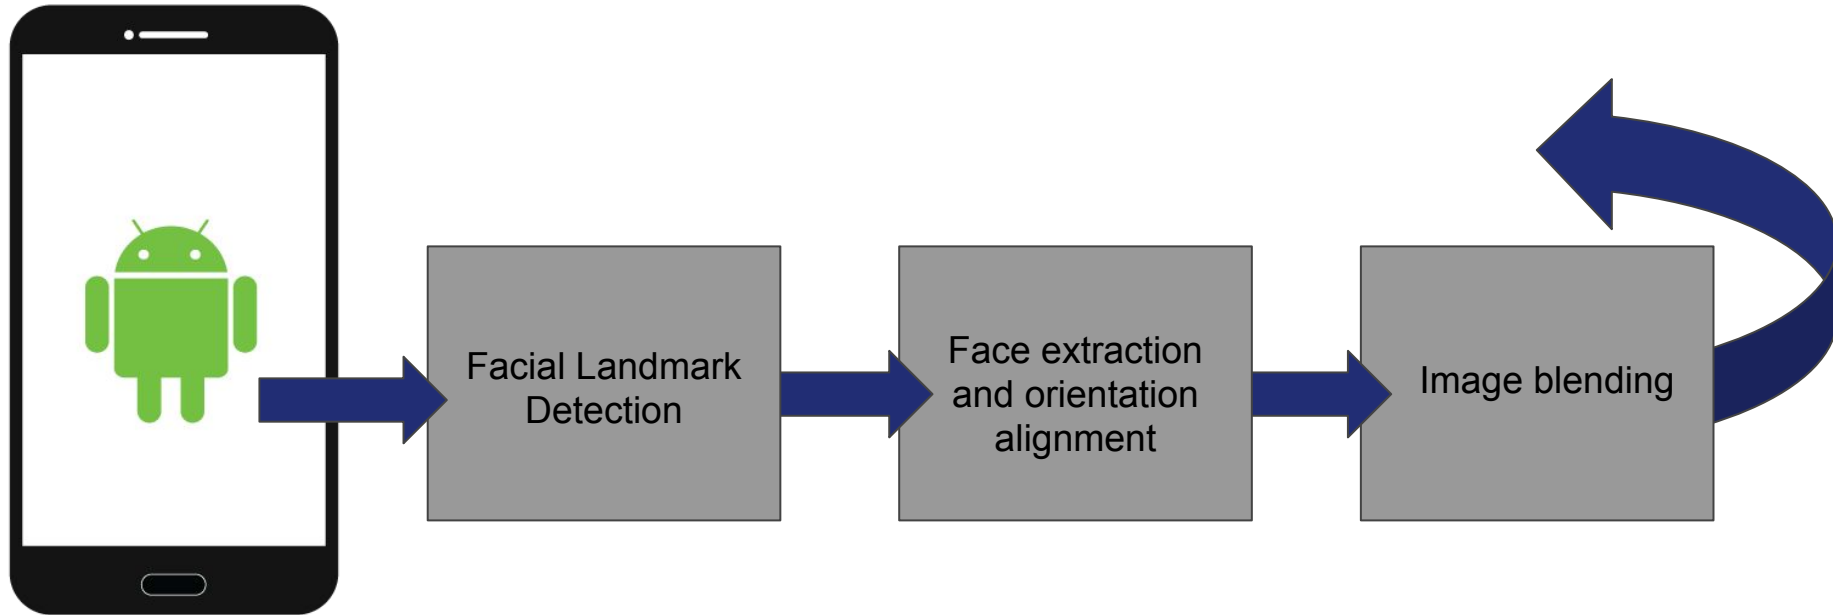 Facial Landmark
Detection
Face extraction
and orientation
alignment
Image blending